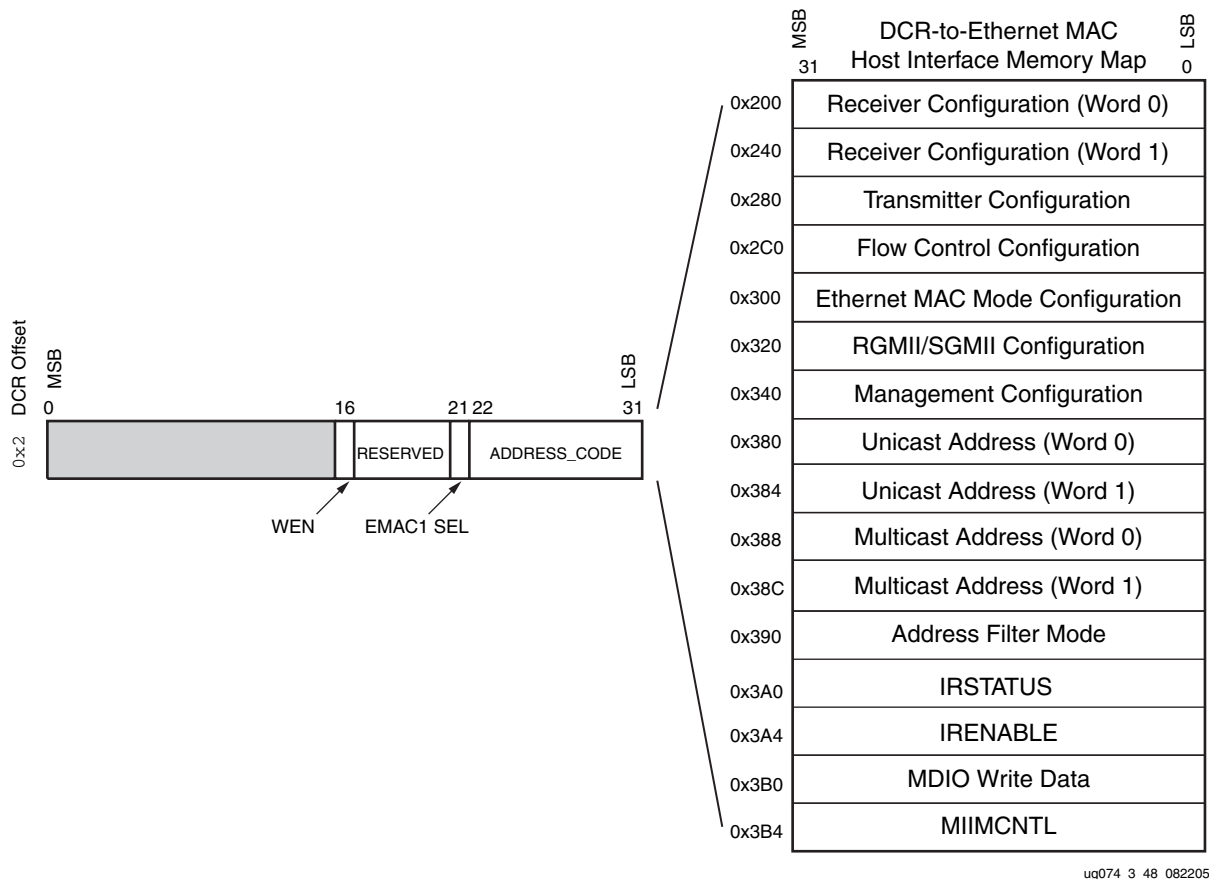 DCR-to-Ethernet MAC
Host Interface Memory Map
MSB
31
LSB
0
0x200 Receiver Configuration (Word 0)
0x240 Receiver Configuration (Word 1)
0x280 Transmitter Configuration
0x2C0 Flow Control Configuration
0x300 Ethernet MAC Mode Configuration
0x320 RGMII/SGMII Configuration
0x340 Management Configuration
0x380 Unicast Address (Word 0)
0x384 Unicast Address (Word 1)
0x388 Multicast Address (Word 0)
0x38C Multicast Address (Word 1)
0x390 Address Filter Mode
0x3A0 IRSTATUS
0x3A4 IRENABLE
0x3B0 MDIO Write Data
0x3B4 MIIMCNTL
DCR Offset
MSB
LSB
0 16 21 22 31
0x2
RESERVED ADDRESS_CODE
WEN EMAC1 SEL
ug074_3_48_082205